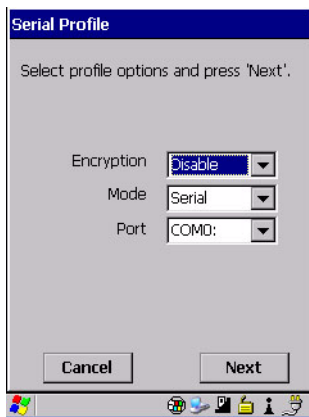 Serial Profile
Select profile options and press 'Next'.
Encryption Disable
Mode Serial
Port COM0:
Cancel Next